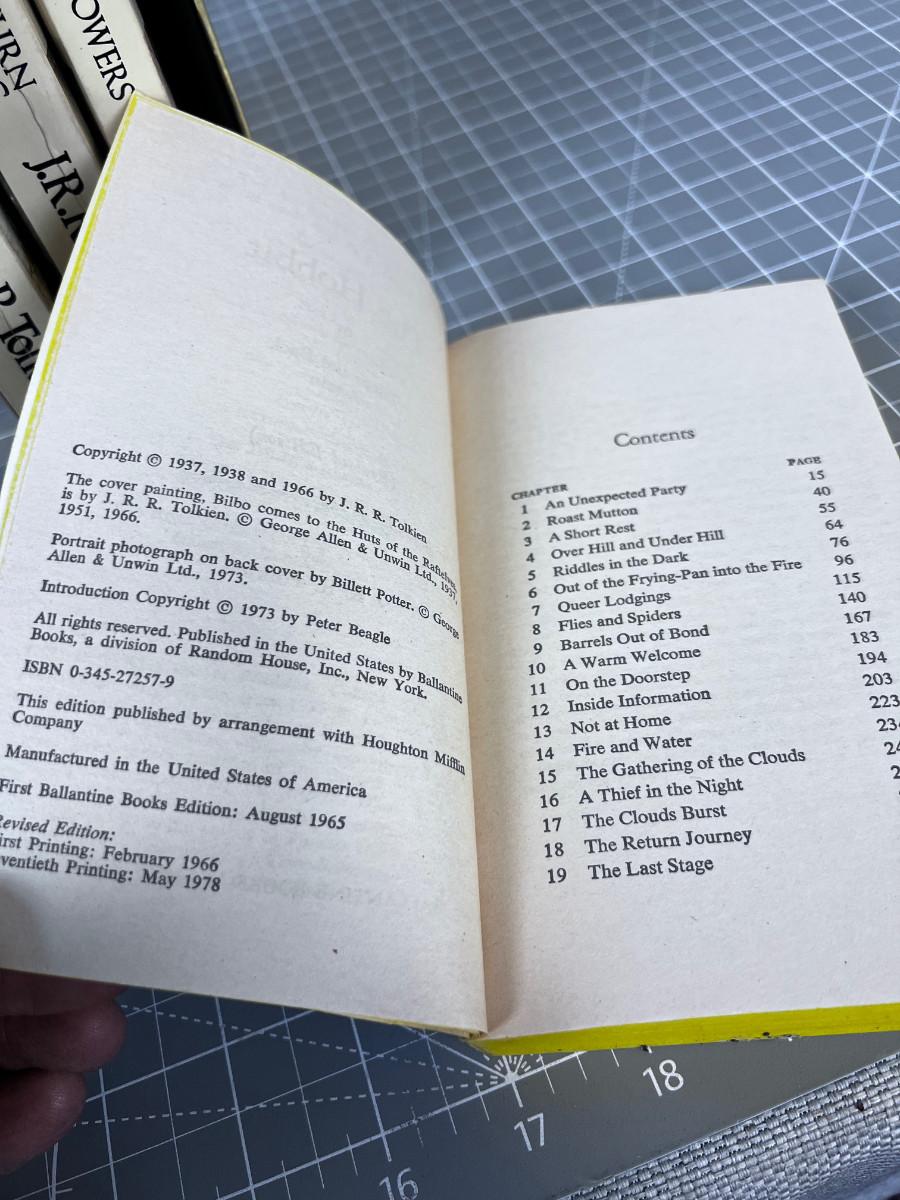 URN
OWERS
J.R.
R. Tol
Copyright © 1937, 1938 and 1966 by J. R. R. Tolkien
The cover painting, Bilbo comes to the Huts of the Raftelves,
is by J. R. R. Tolkien. © George Allen & Unwin Ltd., 1937,
1951, 1966.
Portrait photograph on back cover by Billett Potter. © George
Allen & Unwin Ltd., 1973.
Introduction Copyright © 1973 by Peter Beagle
All rights reserved. Published in the United States by Ballantine
Books, a division of Random House, Inc., New York.
ISBN 0-345-27257-9
This edition published by arrangement with Houghton Mifflin
Company
Manufactured in the United States of America
First Ballantine Books Edition: August 1965
Revised Edition:
irst Printing: February 1966
ventieth Printing: May 1978
Contents
CHAPTER PAGE
1 An Unexpected Party 15
2 Roast Mutton 40
3 A Short Rest 55
4 Over Hill and Under Hill 64
5 Riddles in the Dark 76
6 Out of the Frying-Pan into the Fire 96
7 Queer Lodgings 115
8 Flies and Spiders 140
9 Barrels Out of Bond 167
10 A Warm Welcome 183
11 On the Doorstep 194
12 Inside Information 203
13 Not at Home 223
14 Fire and Water 23
15 The Gathering of the Clouds 24
16 A Thief in the Night 2
17 The Clouds Burst
18 The Return Journey
19 The Last Stage
16 17 18